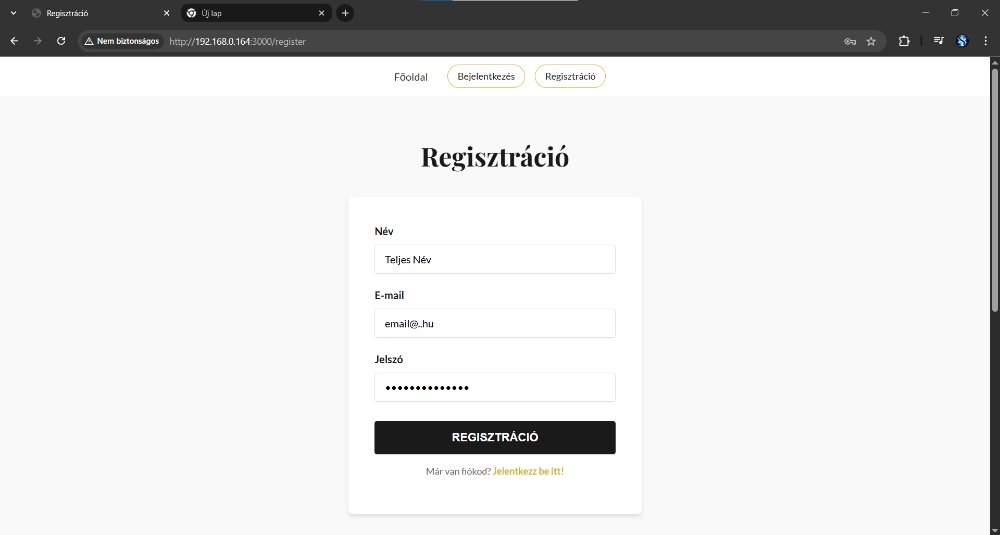 Regisztráció
Új lap
Nem biztonságos
http://192.168.0.164:3000/register
Főoldal
Bejelentkezés
Regisztráció
Regisztráció
Név
Teljes Név
E-mail
email@..hu
Jelszó
••••••••••••••
REGISZTRÁCIÓ
Már van fiókod? Jelentkezz be itt!